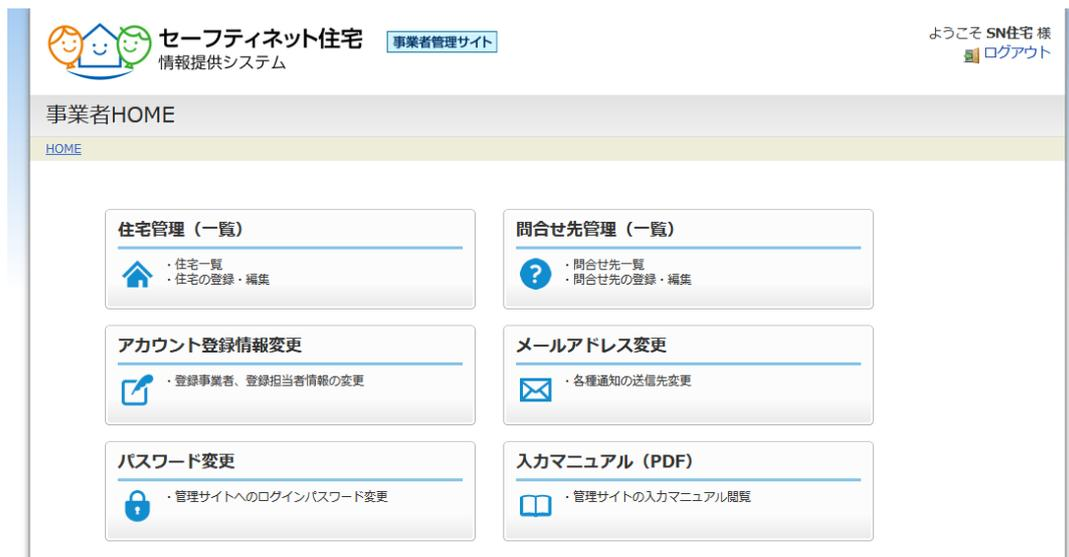 セーフティネット住宅
情報提供システム
事業者管理サイト
ようこそ SN住宅 様
ログアウト
事業者HOME
HOME
住宅管理（一覧）
・住宅一覧
・住宅の登録・編集
問合せ先管理（一覧）
・問合せ先一覧
・問合せ先の登録・編集
アカウント登録情報変更
・登録事業者、登録担当者情報の変更
メールアドレス変更
・各種通知の送信先変更
パスワード変更
・管理サイトへのログインパスワード変更
入力マニュアル（PDF）
・管理サイトの入力マニュアル閲覧